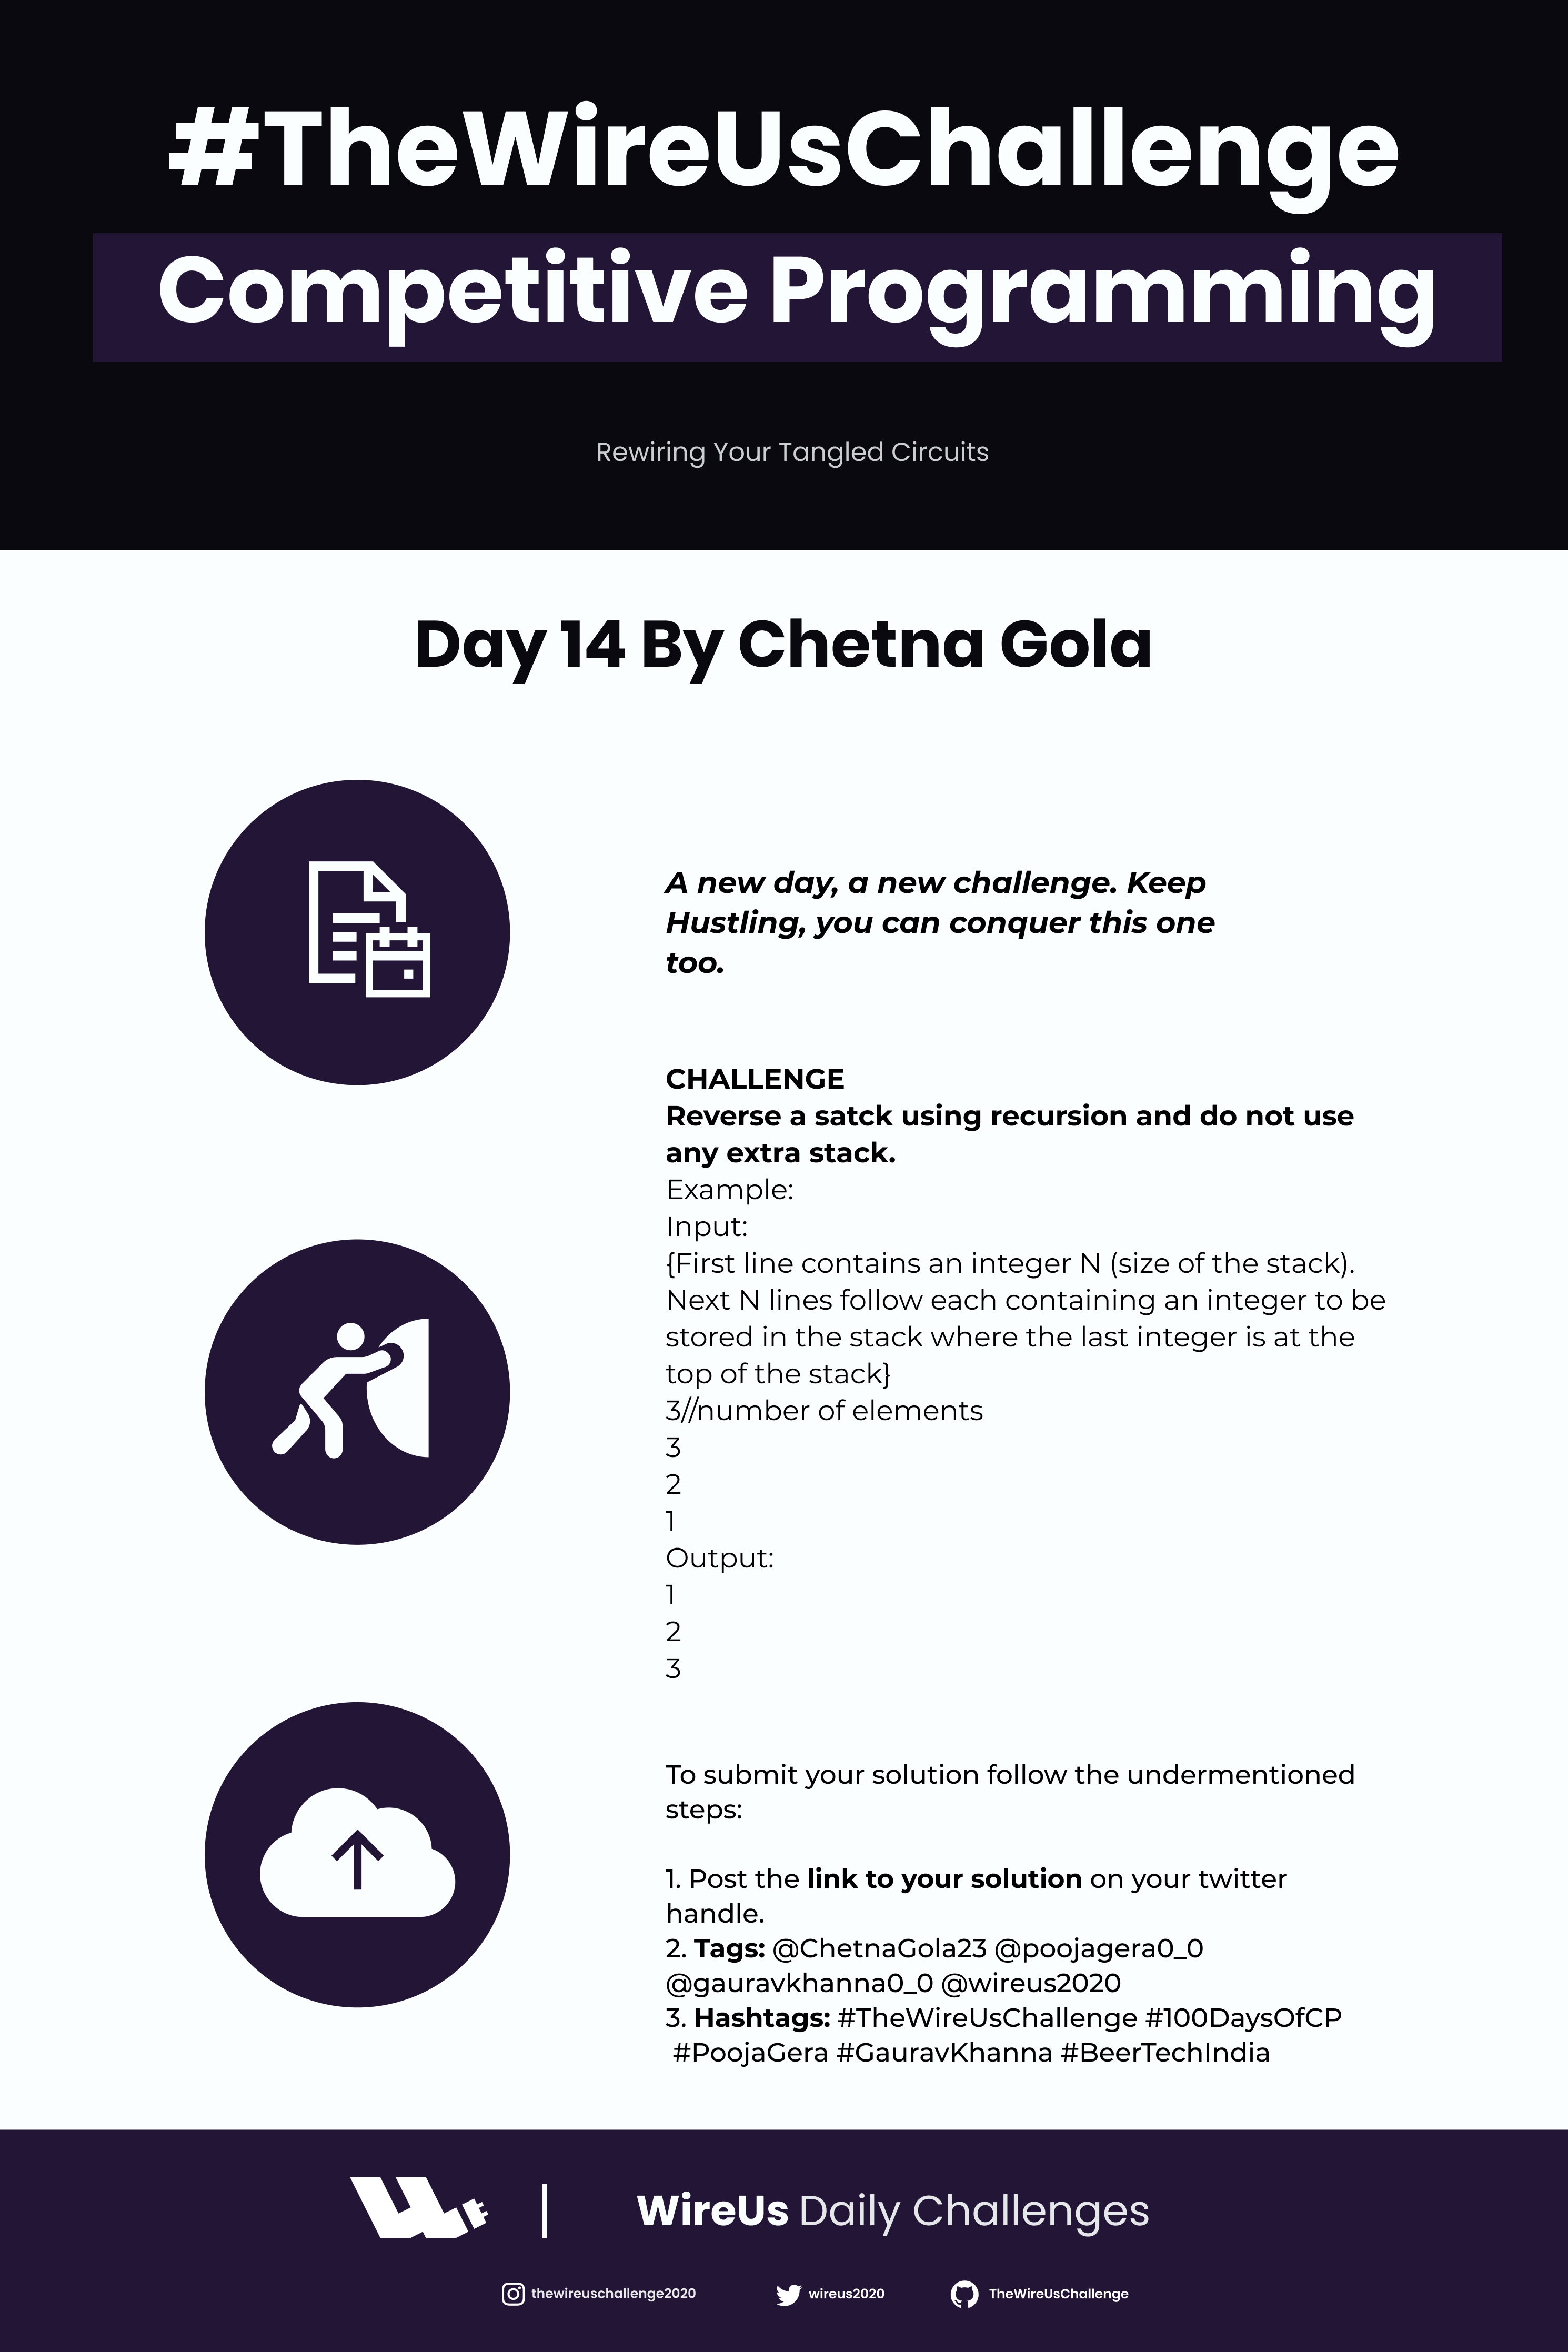 #TheWireUsChallenge
Competitive Programming
Rewiring Your Tangled Circuits
Day 14 By Chetna Gola
A new day, a new challenge. Keep
Hustling, you can conquer this one
too.
CHALLENGE
Reverse a satck using recursion and do not use
any extra stack.
Example:
Input:
{First line contains an integer N (size of the stack).
Next N lines follow each containing an integer to be
stored in the stack where the last integer is at the
top of the stack}
3//number of elements
3
2
1
Output:
1
2
3
To submit your solution follow the undermentioned
steps:
1. Post the link to your solution on your twitter
handle.
2. Tags: @ChetnaGola23 @poojagera0_0
@gauravkhanna0_0 @wireus2020
3. Hashtags: #TheWireUsChallenge #100DaysOfCP
#PoojaGera #GauravKhanna #BeerTechIndia
WireUs Daily Challenges
thewireuschallenge2020
wireus2020
TheWireUsChallenge